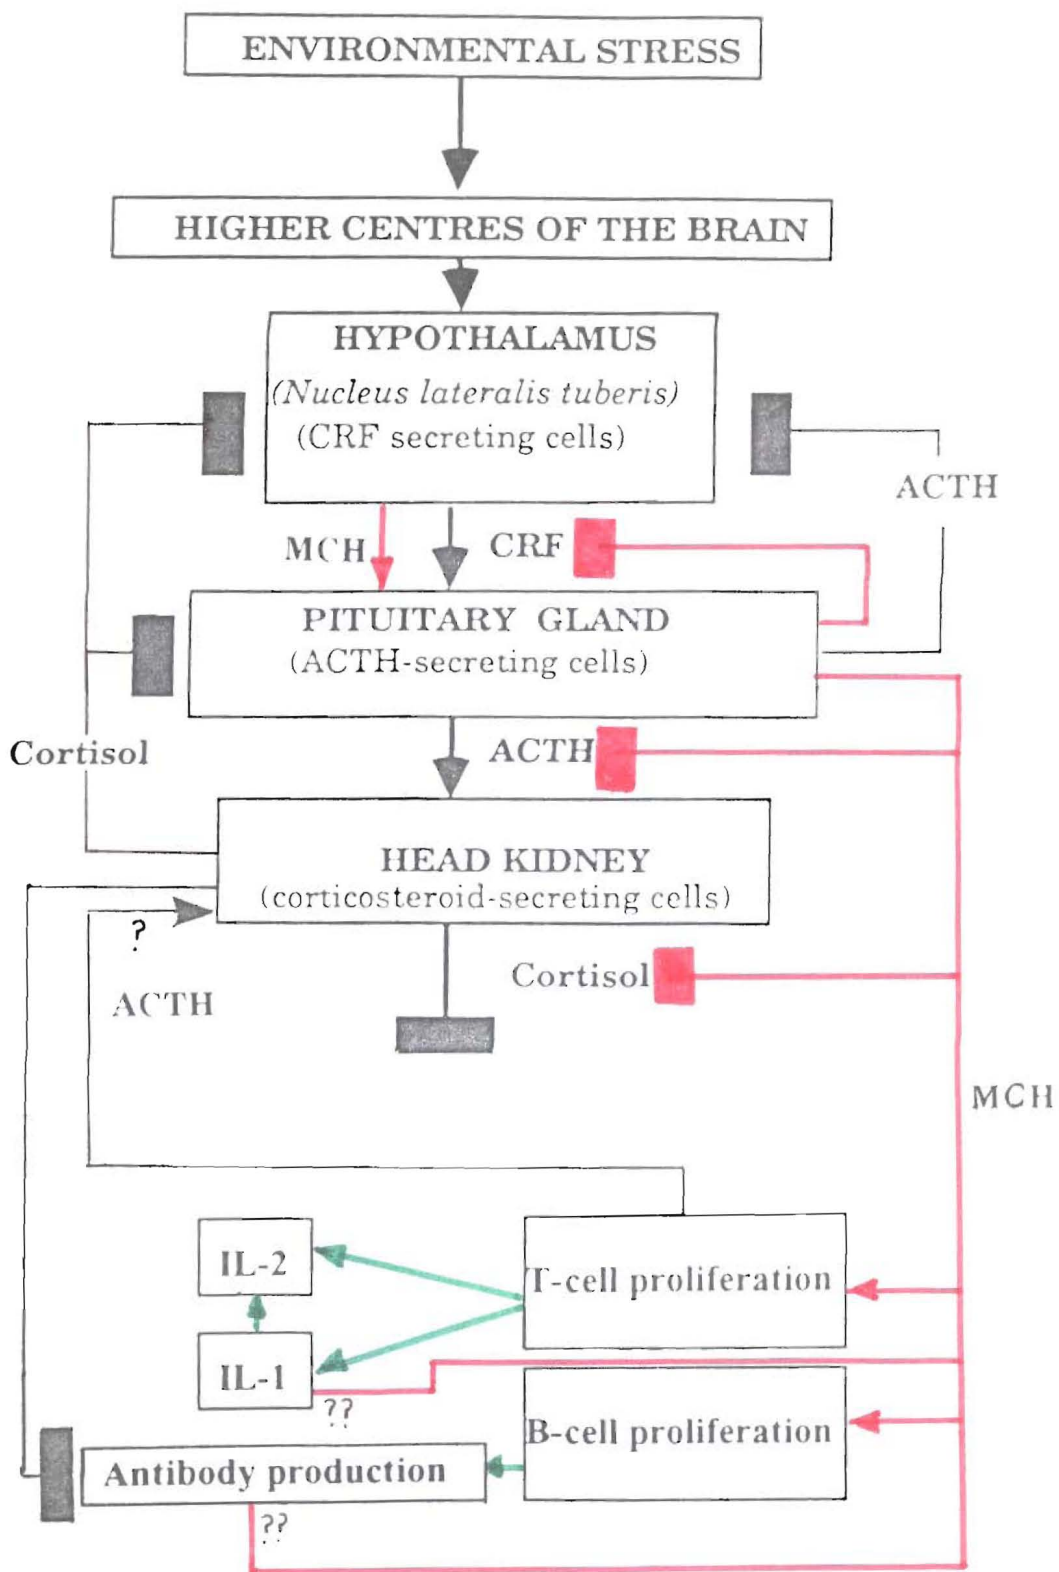 ENVIRONMENTAL STRESS
HIGHER CENTRES OF THE BRAIN
HYPOTHALAMUS
(Nucleus lateralis tuberis)
(CRF secreting cells)
ACTH
MCH
CRF
PITUITARY GLAND
(ACTH-secreting cells)
Cortisol
ACTH
HEAD KIDNEY
(corticosteroid-secreting cells)
?
ACTH
Cortisol
MCH
IL-2
T-cell proliferation
IL-1
??
B-cell proliferation
Antibody production
??